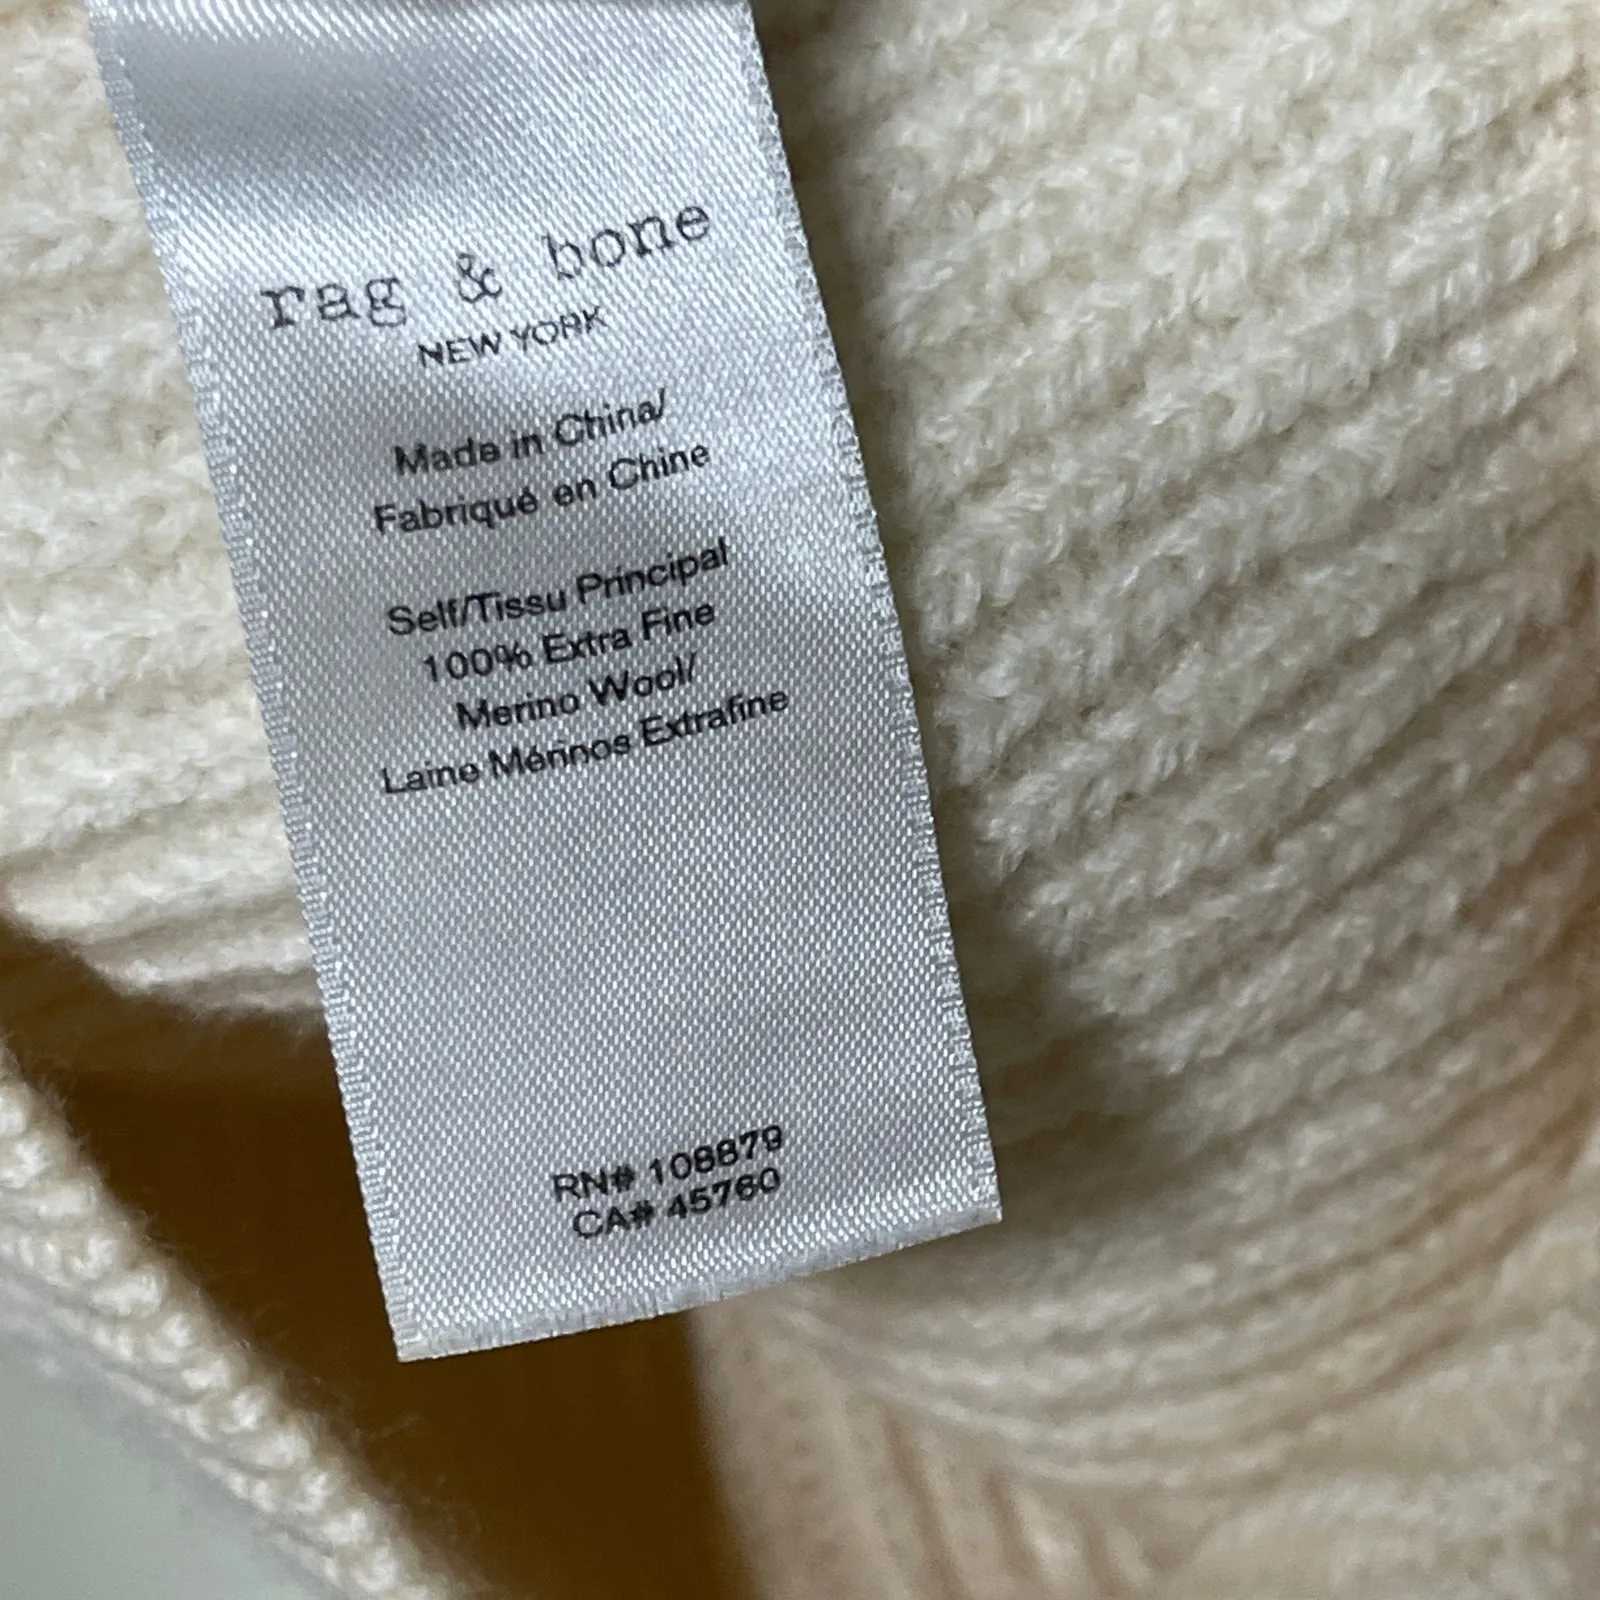 rag & bone
NEW YORK
Made in China/
Fabriqué en Chine
Self/Tissu Principal
100% Extra Fine
Merino Wool/
Laine Mérinos Extrafine
RN# 108879
CA# 45760